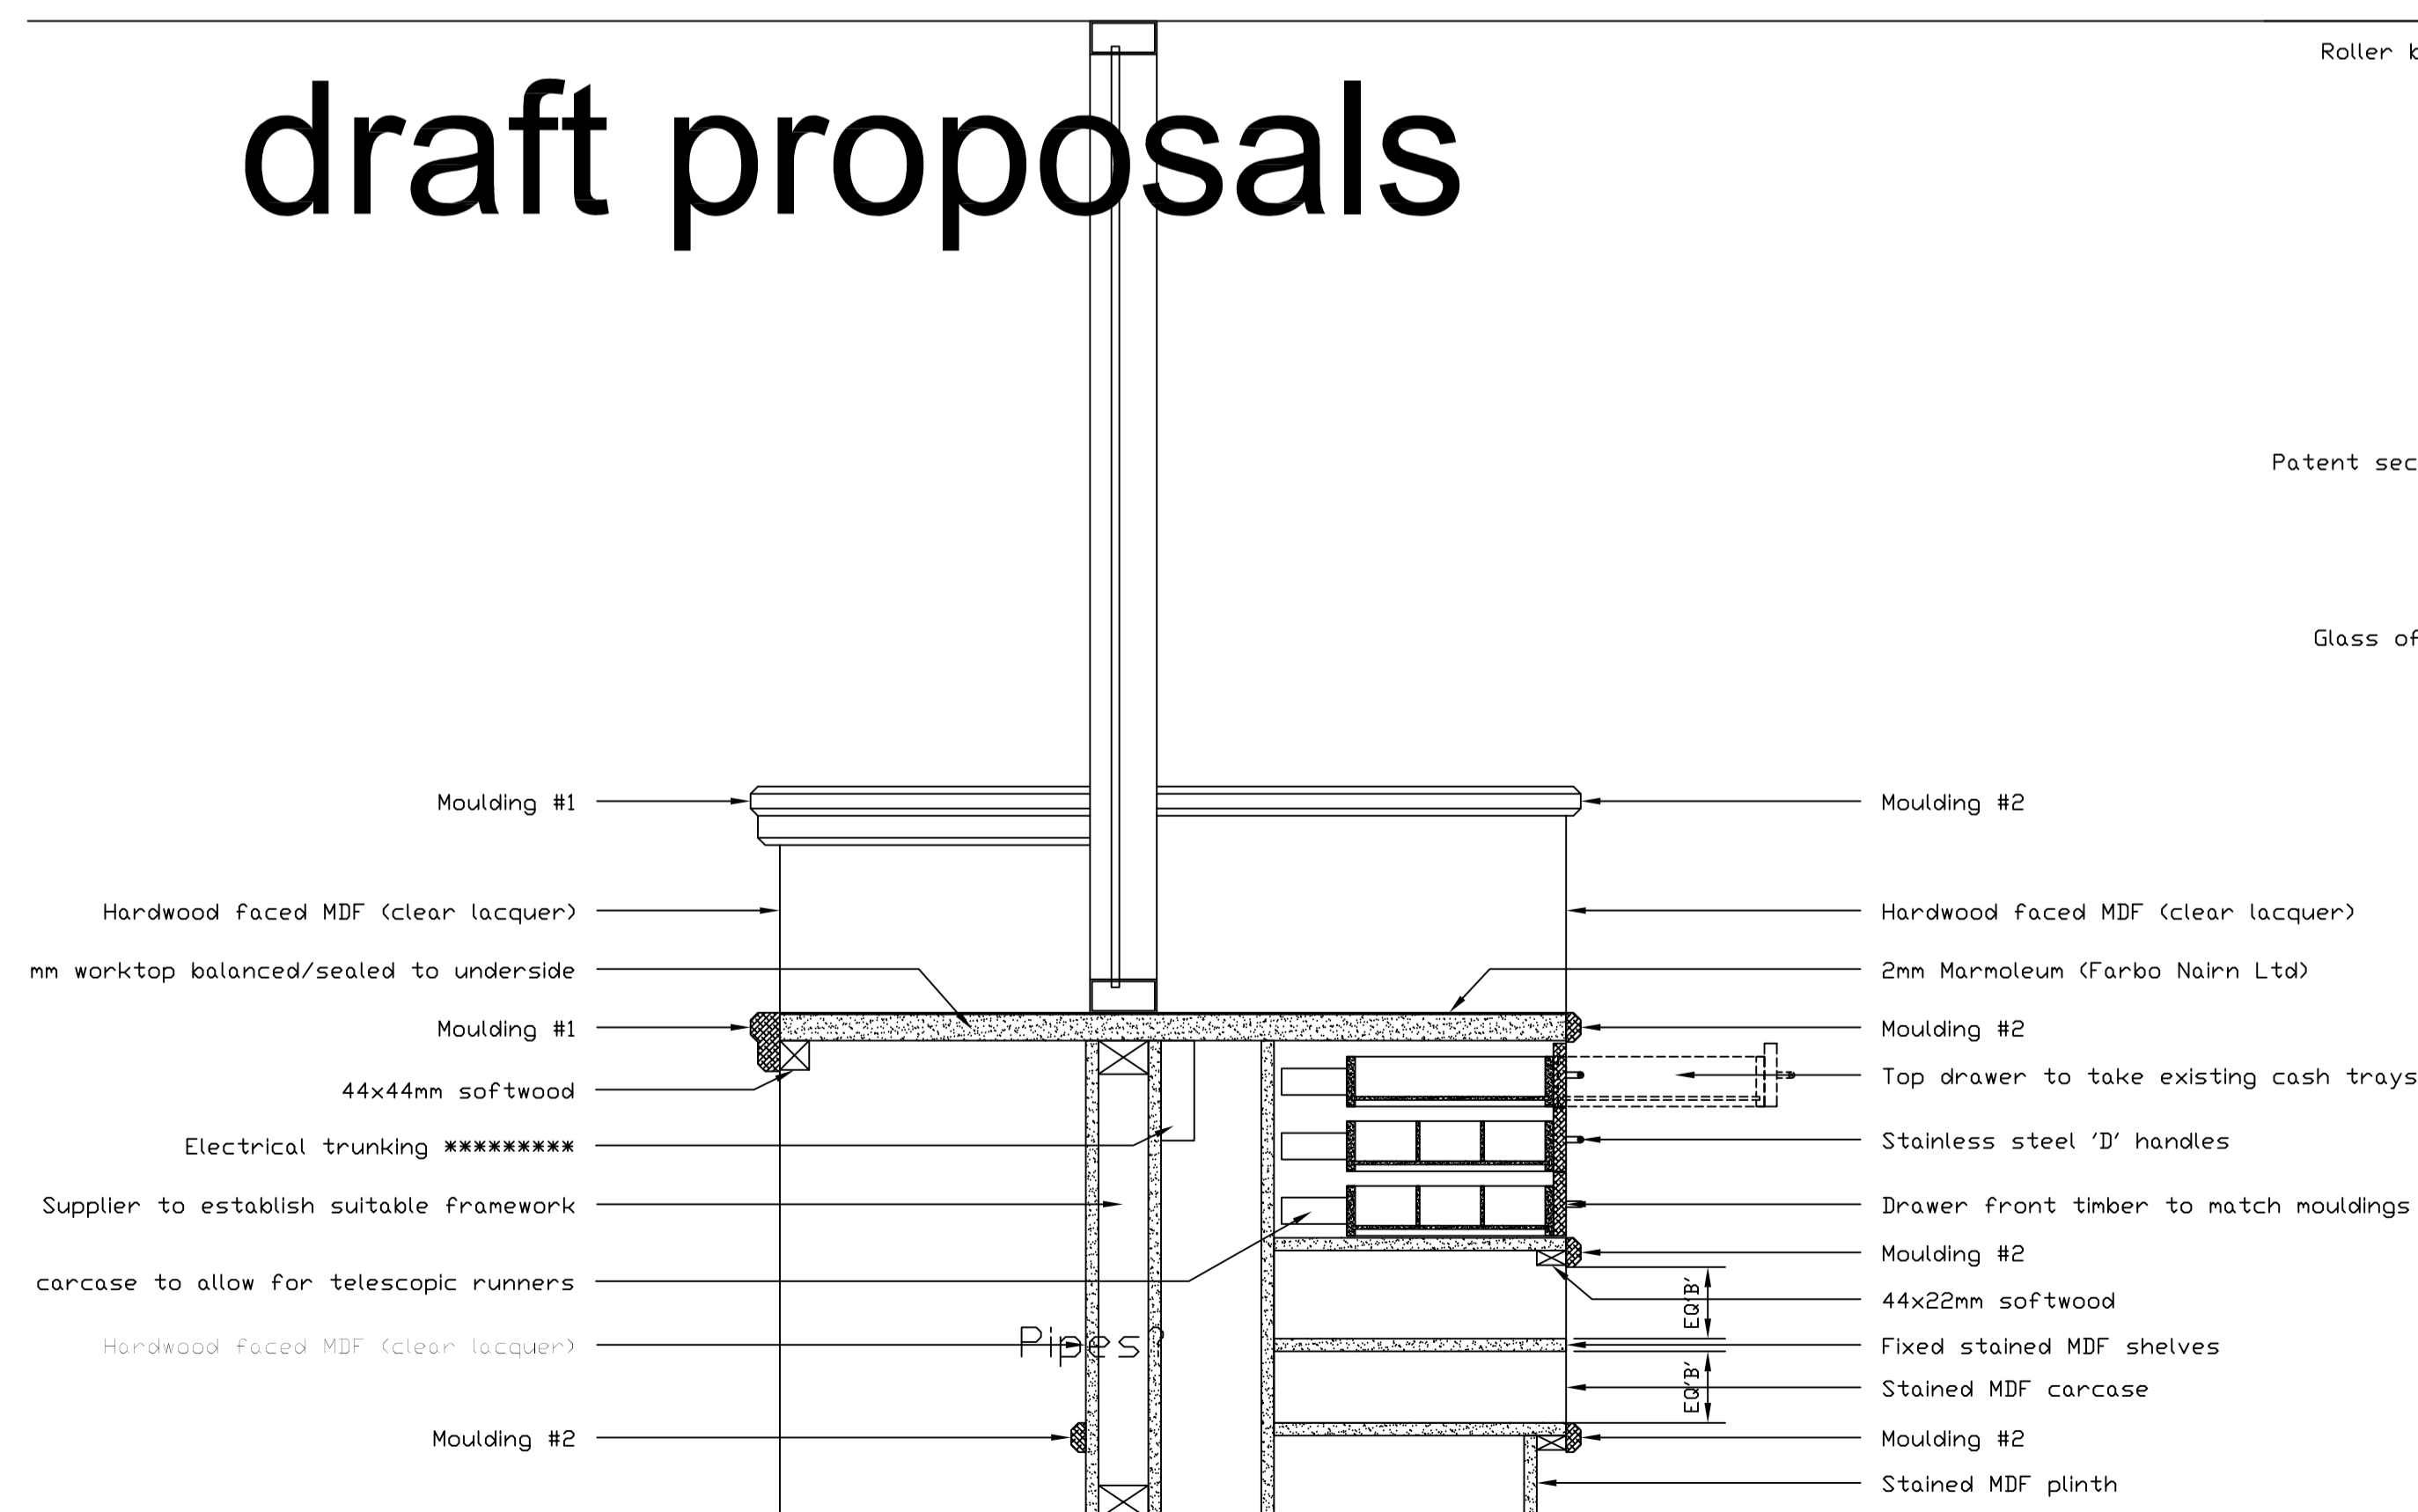 Roller b
draft proposals
Patent sec
Glass of
Moulding #1
Moulding #2
Hardwood faced MDF (clear lacquer)
Hardwood faced MDF (clear lacquer)
mm worktop balanced/sealed to underside
2mm Marmoleum (Farbo Nairn Ltd)
Moulding #1
Moulding #2
44x44mm softwood
Top drawer to take existing cash trays
Electrical trunking *********
Stainless steel 'D' handles
Supplier to establish suitable framework
Drawer front timber to match mouldings
Moulding #2
carcase to allow for telescopic runners
EQ'B'
44x22mm softwood
Hardwood faced MDF (clear lacquer)
Pipes?
Fixed stained MDF shelves
EQ'B'
Stained MDF carcase
Moulding #2
Moulding #2
Stained MDF plinth